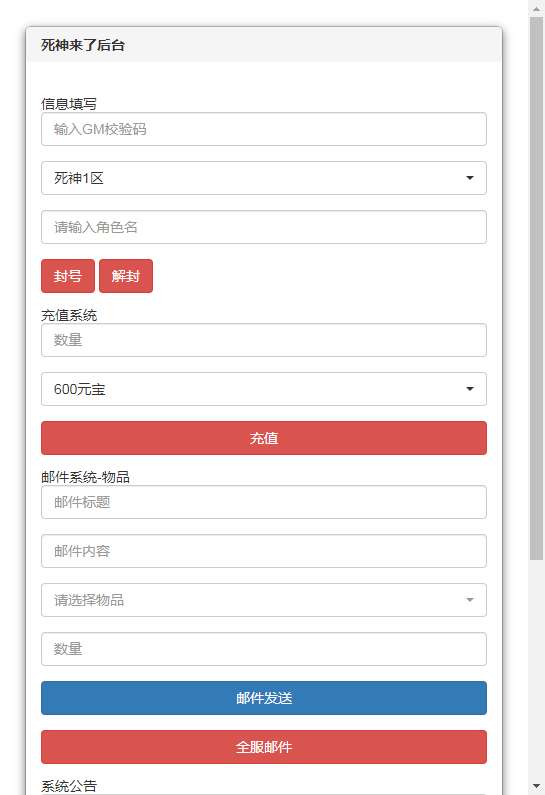 死神来了后台
信息填写
输入GM校验码
死神1区
请输入角色名
封号 解封
充值系统
数量
600元宝
充值
邮件系统-物品
邮件标题
邮件内容
请选择物品
数量
邮件发送
全服邮件
系统公告